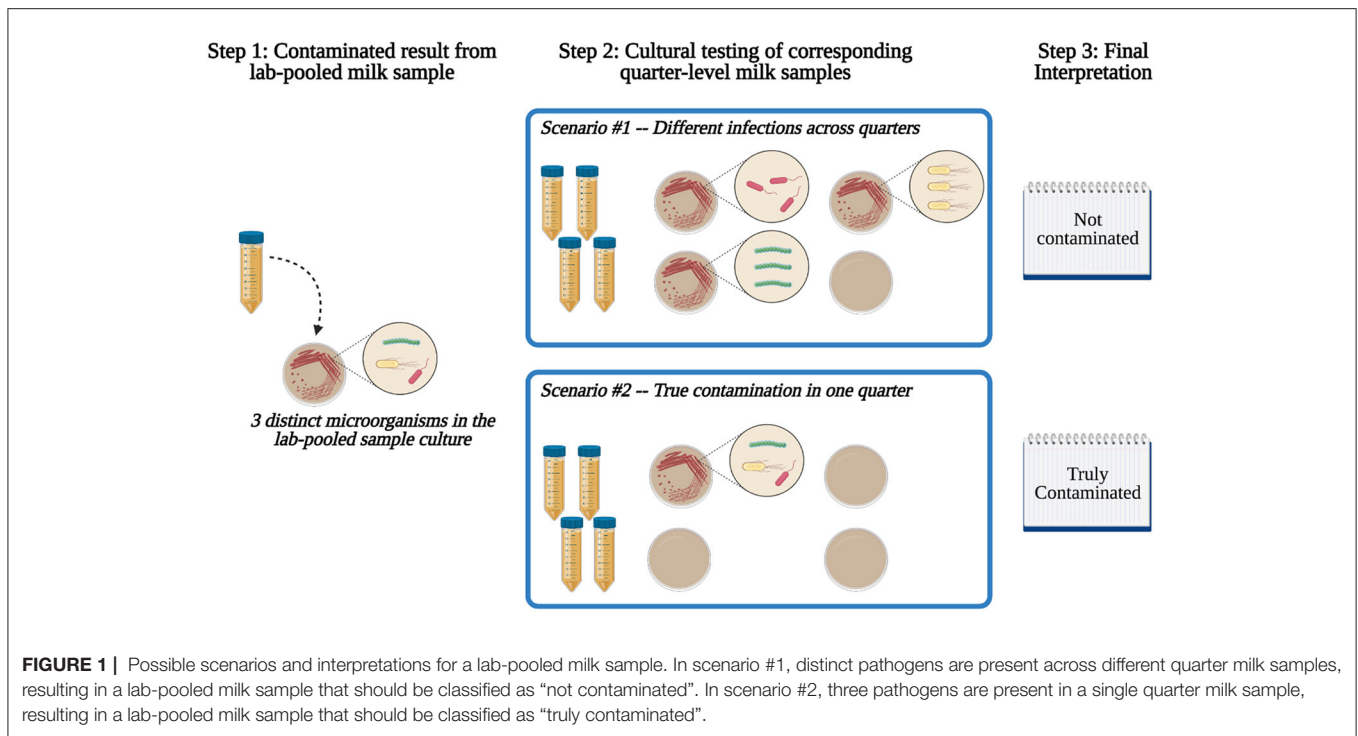 Step 1: Contaminated result from
lab-pooled milk sample
Step 2: Cultural testing of corresponding
quarter-level milk samples
Step 3: Final
Interpretation
Scenario #1 -- Different infections across quarters
Not
contaminated
3 distinct microorganisms in the
lab-pooled sample culture
Scenario #2 -- True contamination in one quarter
Truly
Contaminated
FIGURE 1 | Possible scenarios and interpretations for a lab-pooled milk sample. In scenario #1, distinct pathogens are present across different quarter milk samples,
resulting in a lab-pooled milk sample that should be classified as “not contaminated”. In scenario #2, three pathogens are present in a single quarter milk sample,
resulting in a lab-pooled milk sample that should be classified as “truly contaminated”.